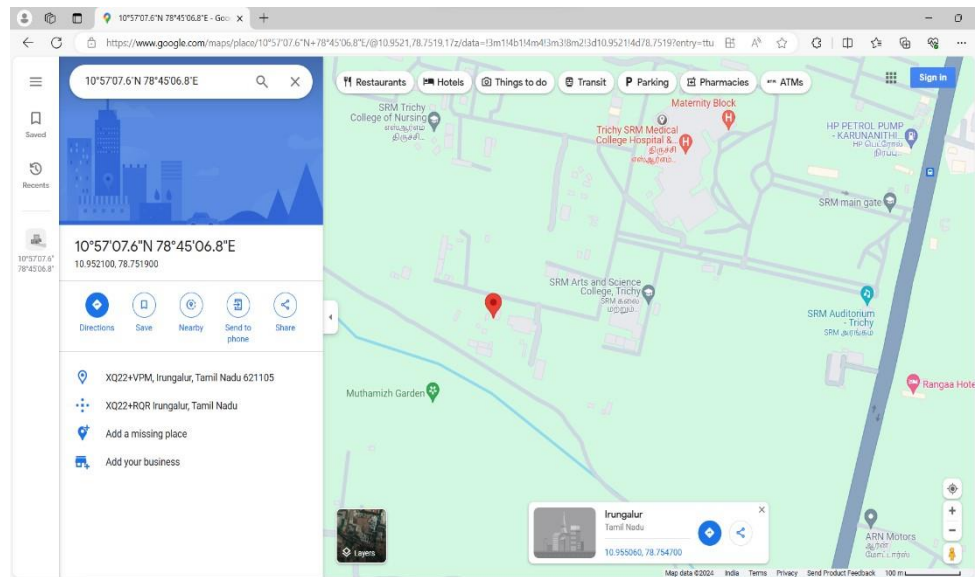 10°57'07.6"N 78°45'06.8"E - Goo
https://www.google.com/maps/place/10°57'07.6"N+78°45'06.8"E/@10.9521,78.7519,17z/data=!3m1!4b1!4m4!3m3!8m2!3d10.9521!4d78.7519?entry=ttu
10°57'07.6"N 78°45'06.8"E
Saved
Recents
10°57'07.6"
78°45'06.8"
10°57'07.6"N 78°45'06.8"E
10.952100, 78.751900
Directions
Save
Nearby
Send to
phone
Share
XQ22+VPM, Irungalur, Tamil Nadu 621105
XQ22+RQR Irungalur, Tamil Nadu
Add a missing place
Add your business
Restaurants
Hotels
Things to do
Transit
P Parking
Pharmacies
ATMs
Sign in
SRM Trichy
College of Nursing
Maternity Block
H
Trichy SRM Medical
College Hospital &...
திருச்சி
H
HP PETROL PUMP
- KARUNANITHI...
SRM main gate
SRM Arts and Science
College, Trichy
SRM கலை
மற்றும்
SRM Auditorium
- Trichy
SRM அரங்கம்
Muthamizh Garden
Rangaa Hote
ARN Motors
Layers
Irungalur
Tamil Nadu
10.955060, 78.754700
Map data ©2024
India
Terms
Privacy
Send Product Feedback
100 m